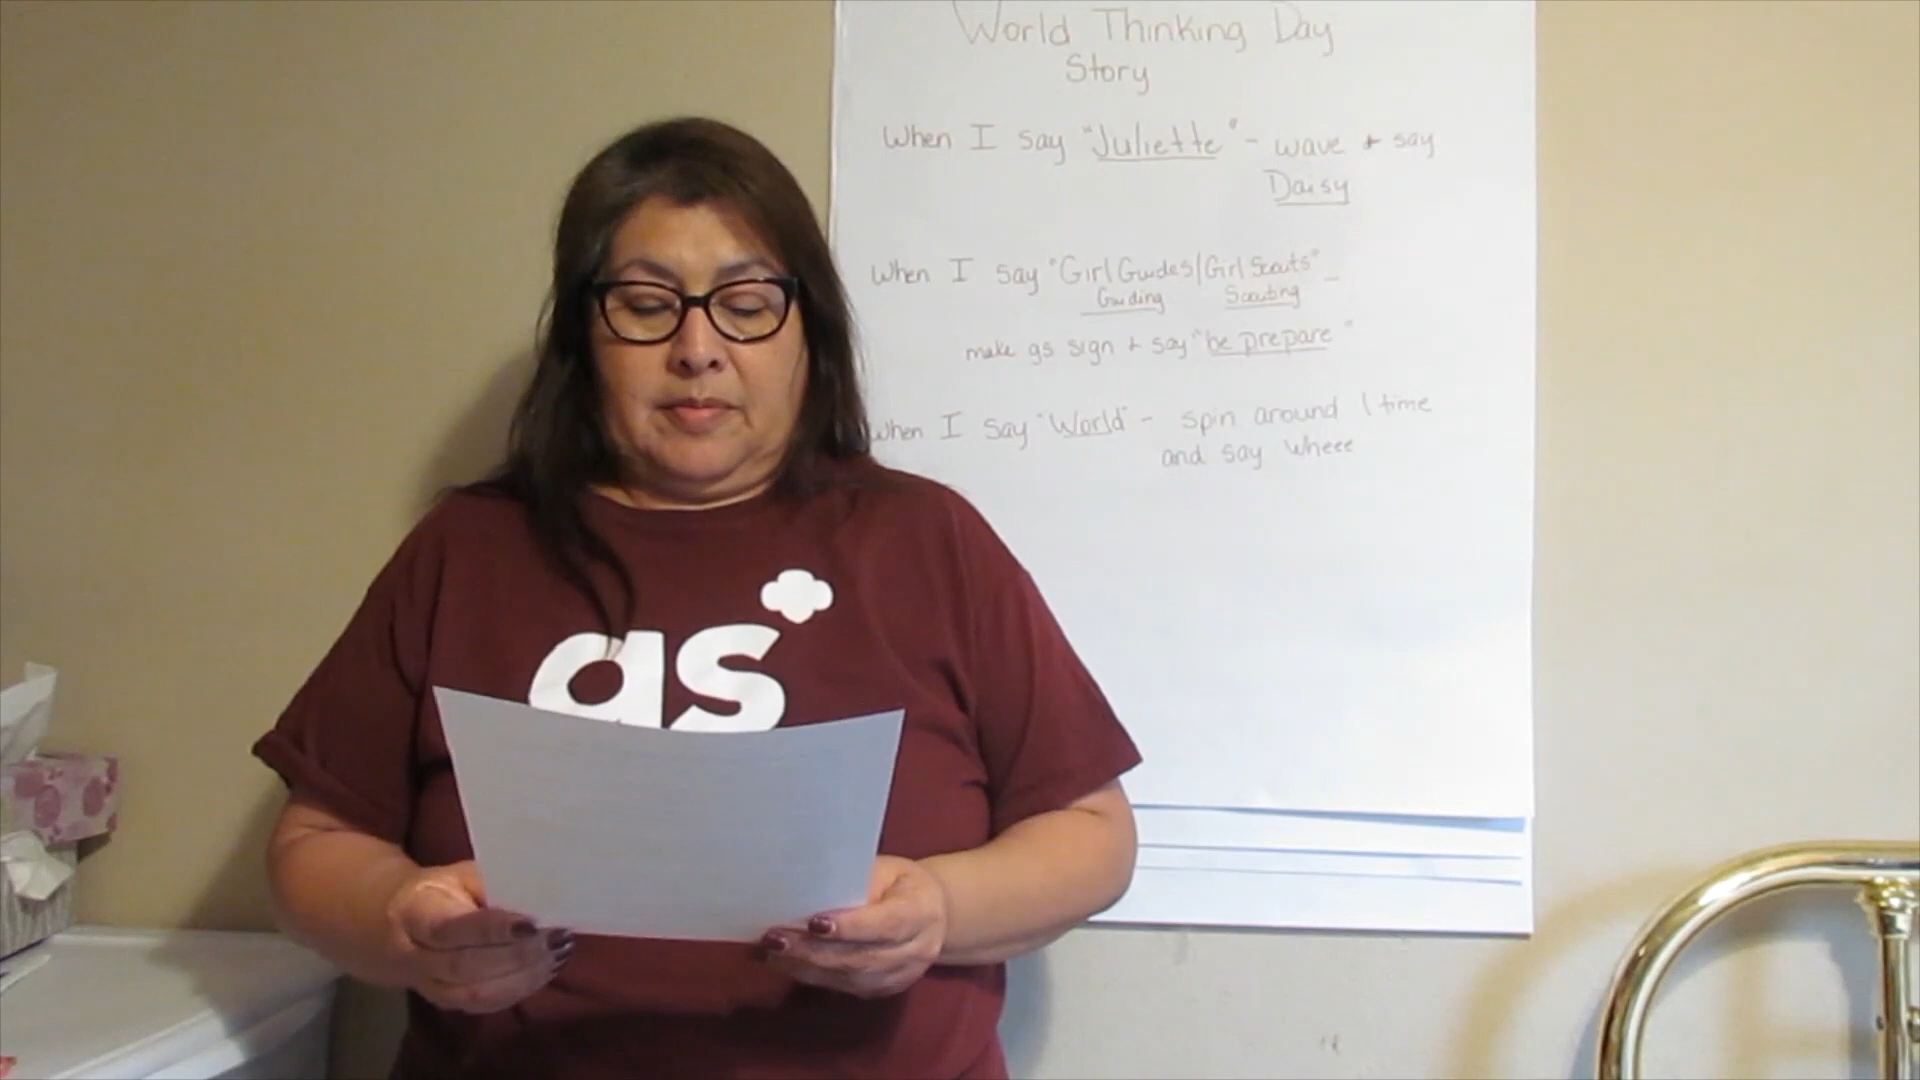 World Thinking Day
Story
When I say "Juliette" - wave + say
Daisy
When I say "Girl Guides/Girl Scouts" -
Guiding Scouting
make gs sign + say "be prepare"
When I say "World" - spin around 1 time
and say wheee
gs